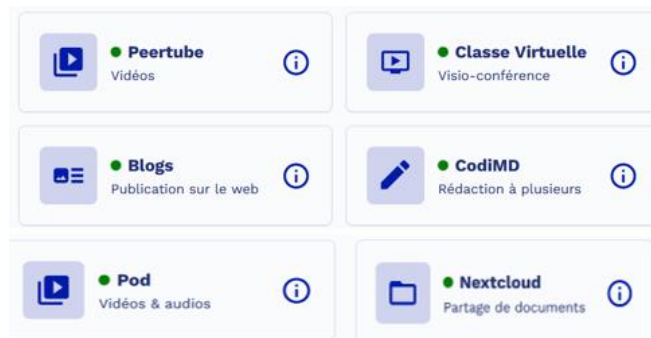 Peertube
Vidéos
Classe Virtuelle
Visio-conférence
Blogs
Publication sur le web
CodiMD
Rédaction à plusieurs
Pod
Vidéos & audios
Nextcloud
Partage de documents